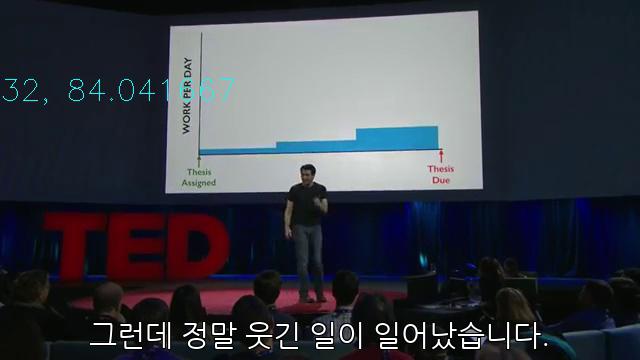 32, 84.041667
WORK PER DAY
Thesis
Assigned
Thesis
Due
TED
그런데 정말 웃긴 일이 일어났습니다.